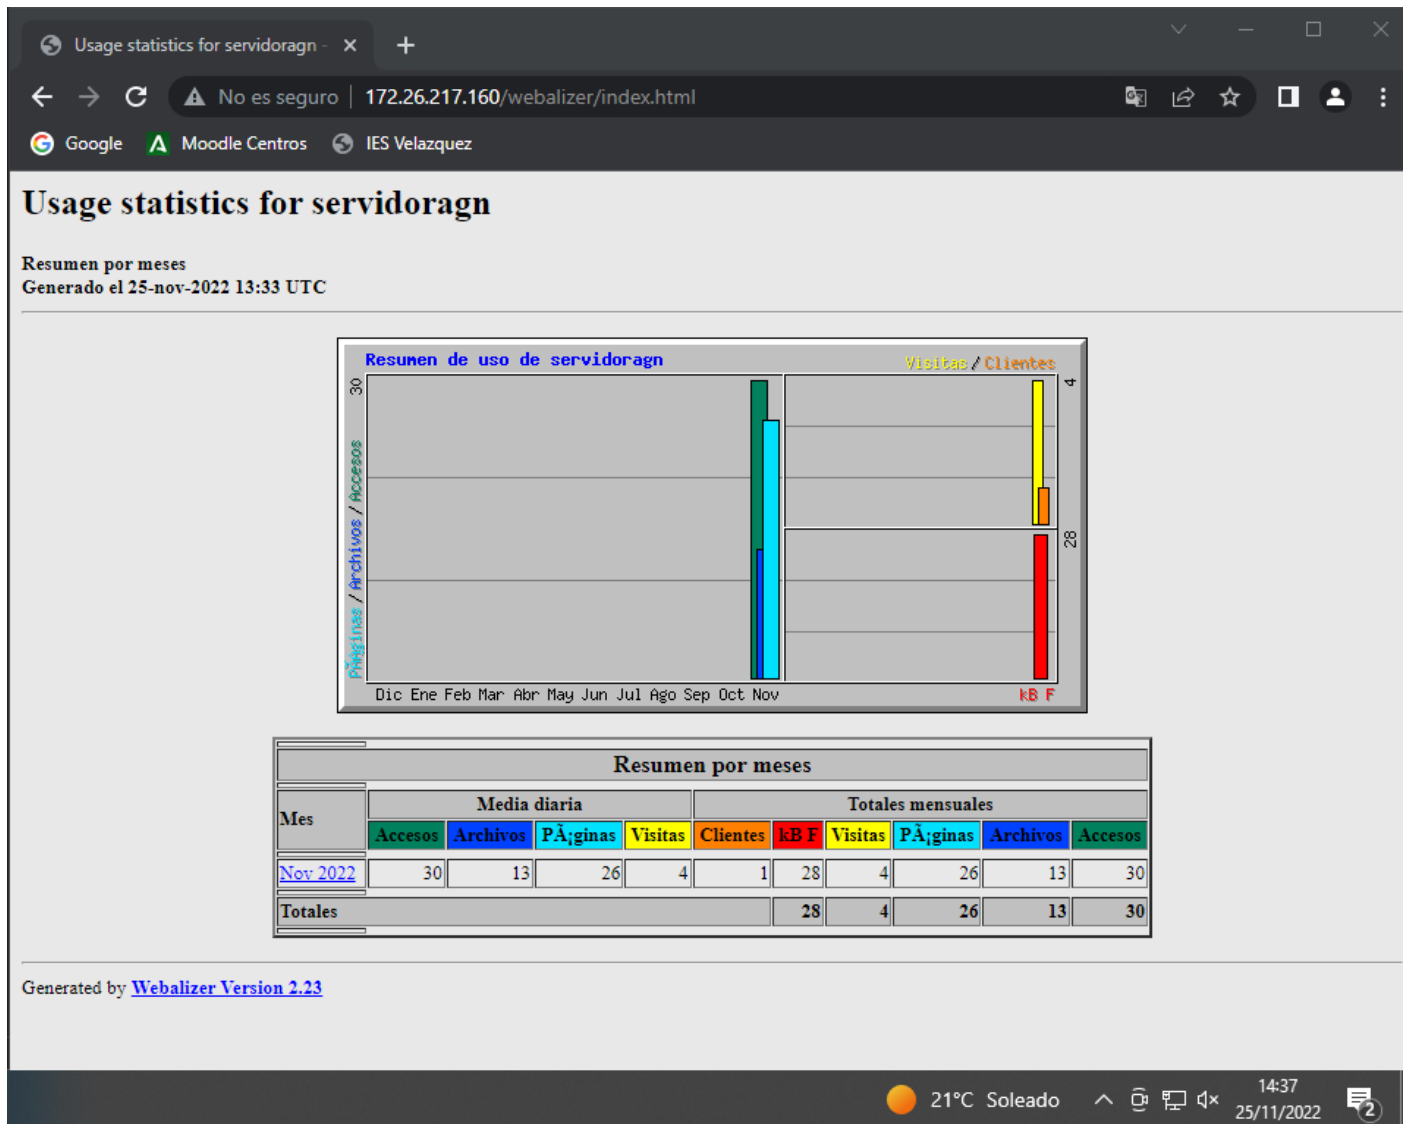 Usage statistics for servidoragn -
No es seguro | 172.26.217.160/webalizer/index.html
Google Moodle Centros IES Velazquez
Usage statistics for servidoragn
Resumen por meses
Generado el 25-nov-2022 13:33 UTC
Resumen de uso de servidoragn
Visitas / Clientes
30
4
PÃ¡ginas / Archivos / Accesos
28
Dic Ene Feb Mar Abr May Jun Jul Ago Sep Oct Nov
kB F
Resumen por meses
Mes Media diaria Totales mensuales
Accesos Archivos PÃ¡ginas Visitas Clientes kB F Visitas PÃ¡ginas Archivos Accesos
Nov 2022 30 13 26 4 1 28 4 26 13 30
Totales 28 4 26 13 30
Generated by Webalizer Version 2.23
21°C Soleado
14:37
25/11/2022
2